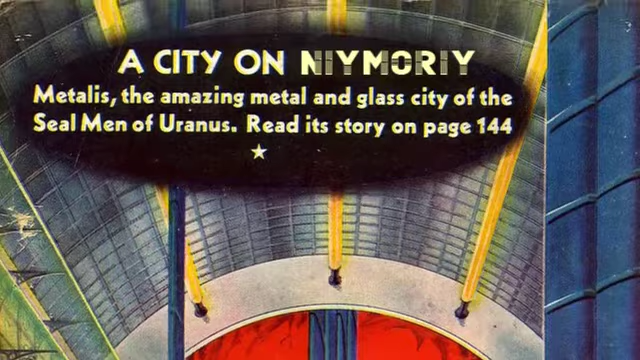 A CITY ON NIYMORIY
Metalis, the amazing metal and glass city of the
Seal Men of Uranus. Read its story on page 144